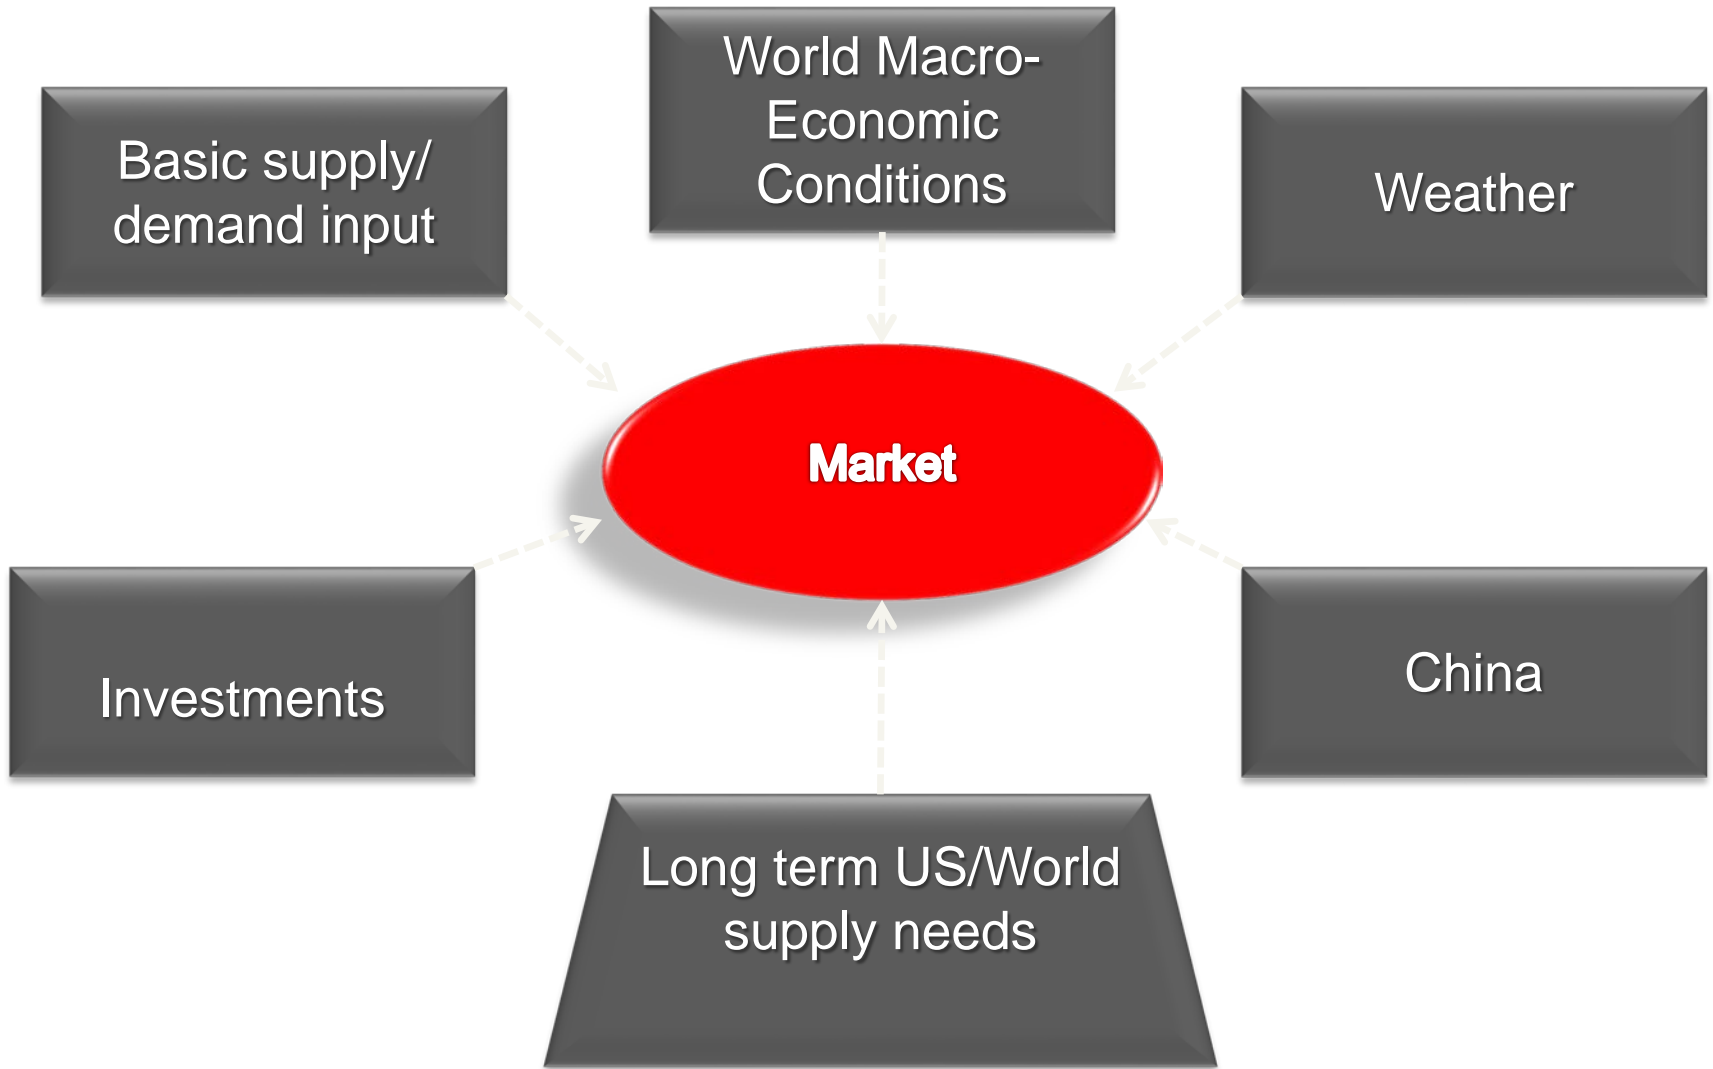 World Macro-
Economic
Conditions
Basic supply/
demand input
Weather
Market
Investments
China
Long term US/World
supply needs